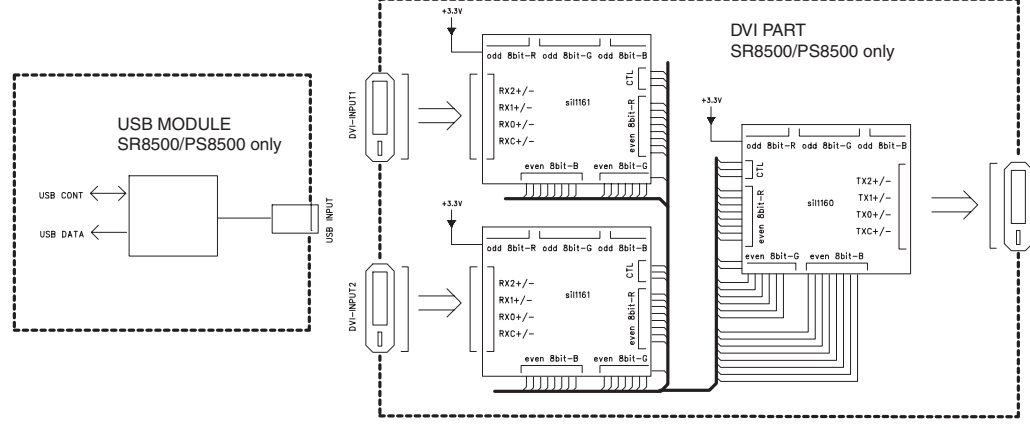 USB MODULE
SR8500/PS8500 only
USB CONT
USB DATA
USB INPUT
DVI PART
SR8500/PS8500 only
DVI-INPUT1
+3.3V
odd 8bit-R odd 8bit-G odd 8bit-B
RX2+/-
RX1+/-
RX0+/-
RXC+/-
sil1161
CTL
even 8bit-R
even 8bit-B even 8bit-G
DVI-INPUT2
+3.3V
odd 8bit-R odd 8bit-G odd 8bit-B
RX2+/-
RX1+/-
RX0+/-
RXC+/-
sil1161
CTL
even 8bit-R
even 8bit-B even 8bit-G
+3.3V
odd 8bit-R odd 8bit-G odd 8bit-B
CTL
even 8bit-R
sil1160
TX2+/-
TX1+/-
TX0+/-
TXC+/-
even 8bit-G even 8bit-B